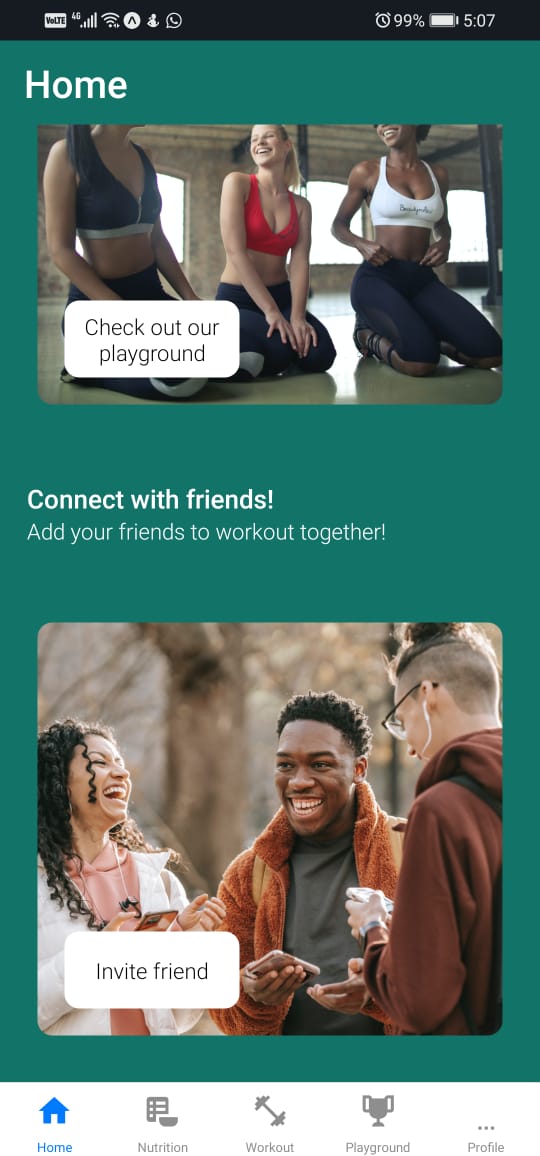 VoLTE 4G 99% 5:07
Home
Check out our
playground
Connect with friends!
Add your friends to workout together!
Invite friend
Home Nutrition Workout Playground Profile